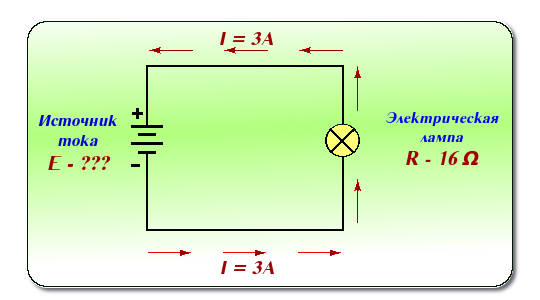 I = 3A
+
Источник
тока
E - ???
-
Электрическая
лампа
R - 16 Ω
I = 3A